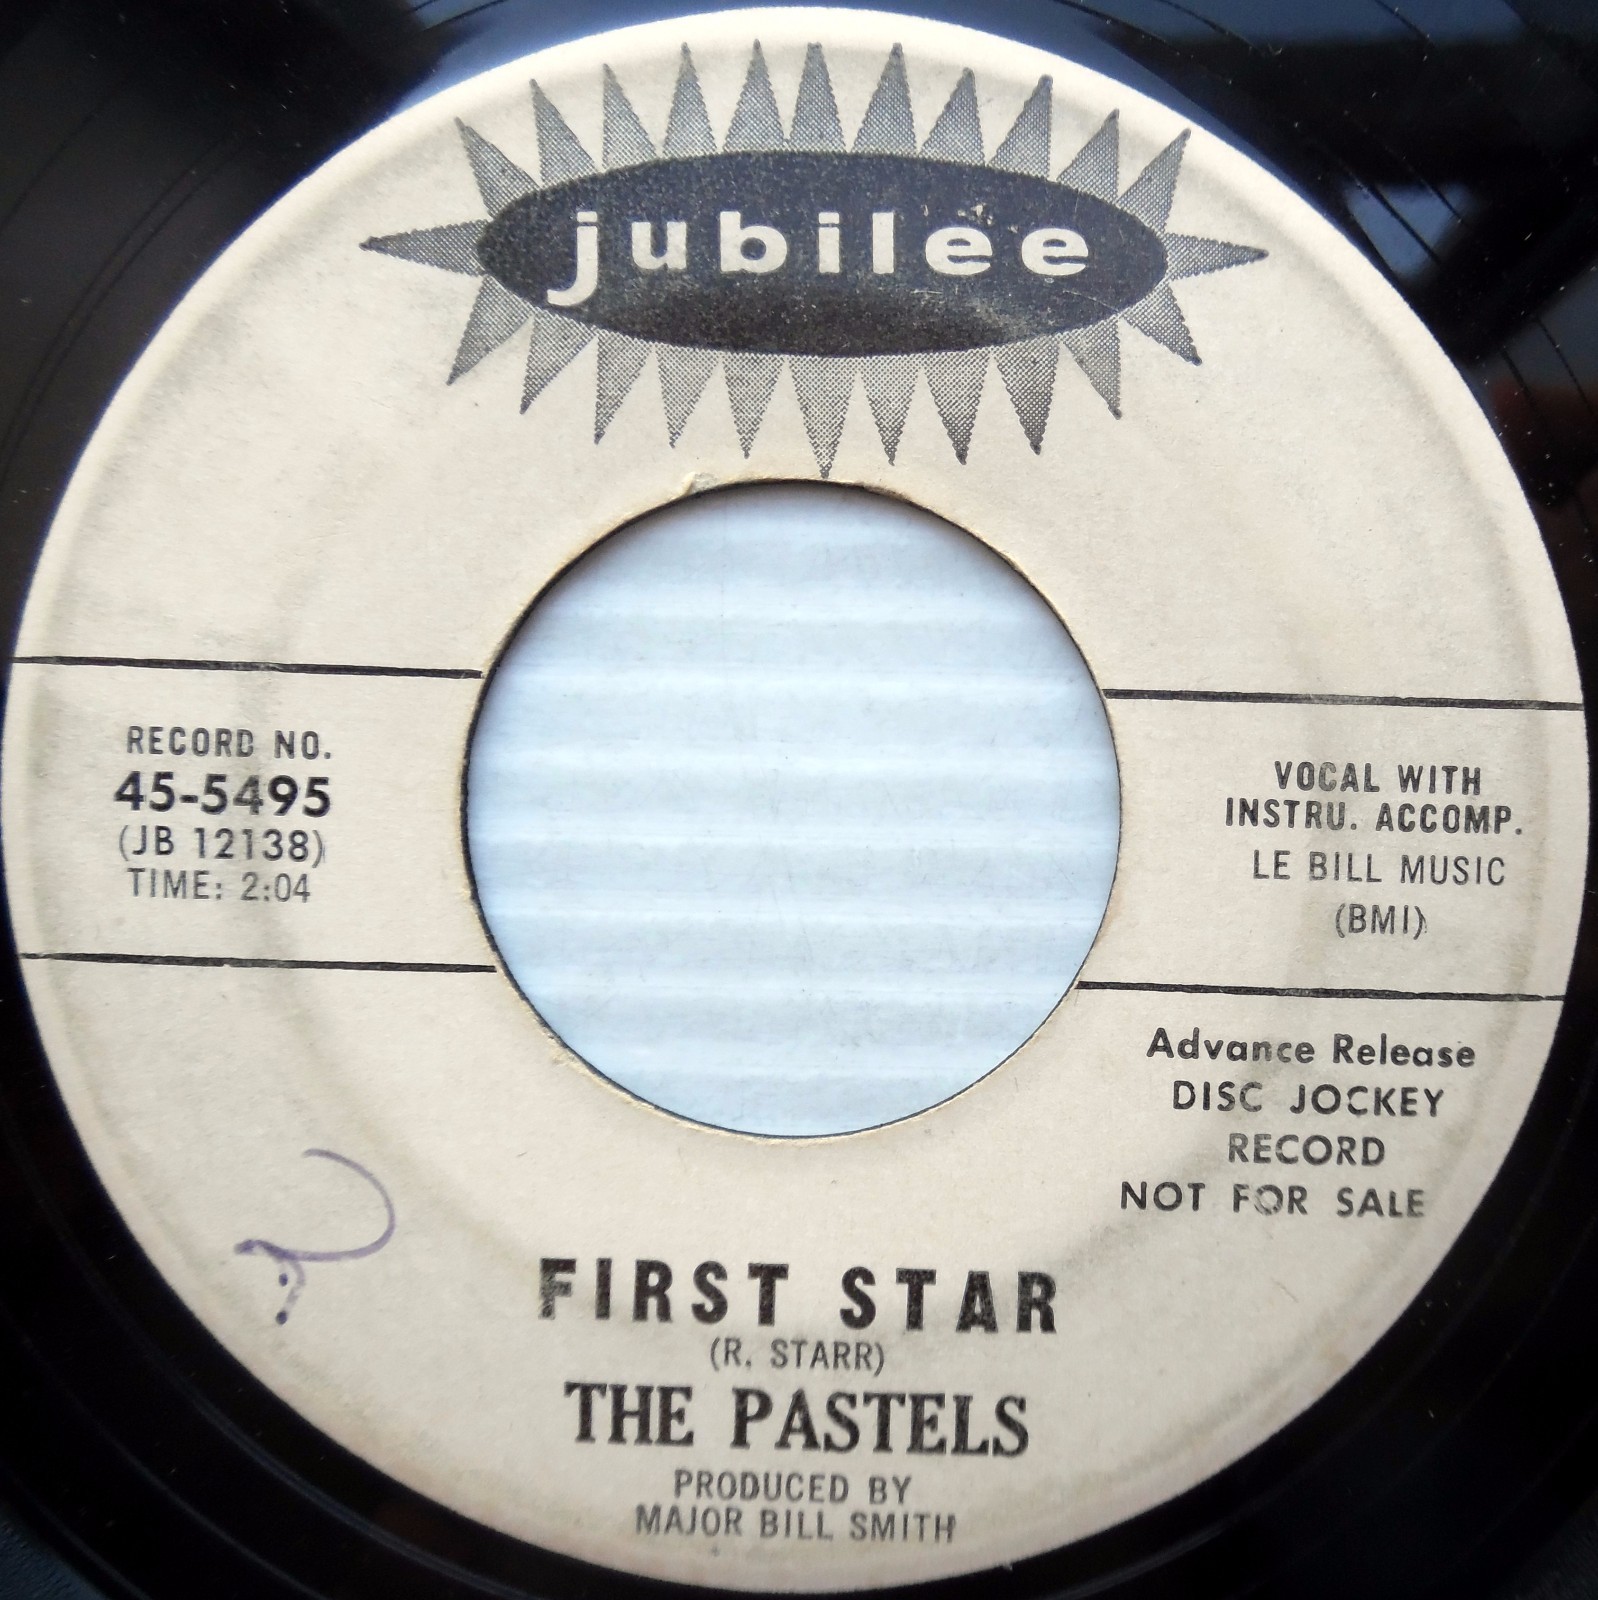 jubilee
RECORD NO.
45-5495
(JB 12138)
TIME: 2:04
VOCAL WITH
INSTRU. ACCOMP.
LE BILL MUSIC
(BMI)
Advance Release
DISC JOCKEY
RECORD
NOT FOR SALE
FIRST STAR
(R. STARR)
THE PASTELS
PRODUCED BY
MAJOR BILL SMITH